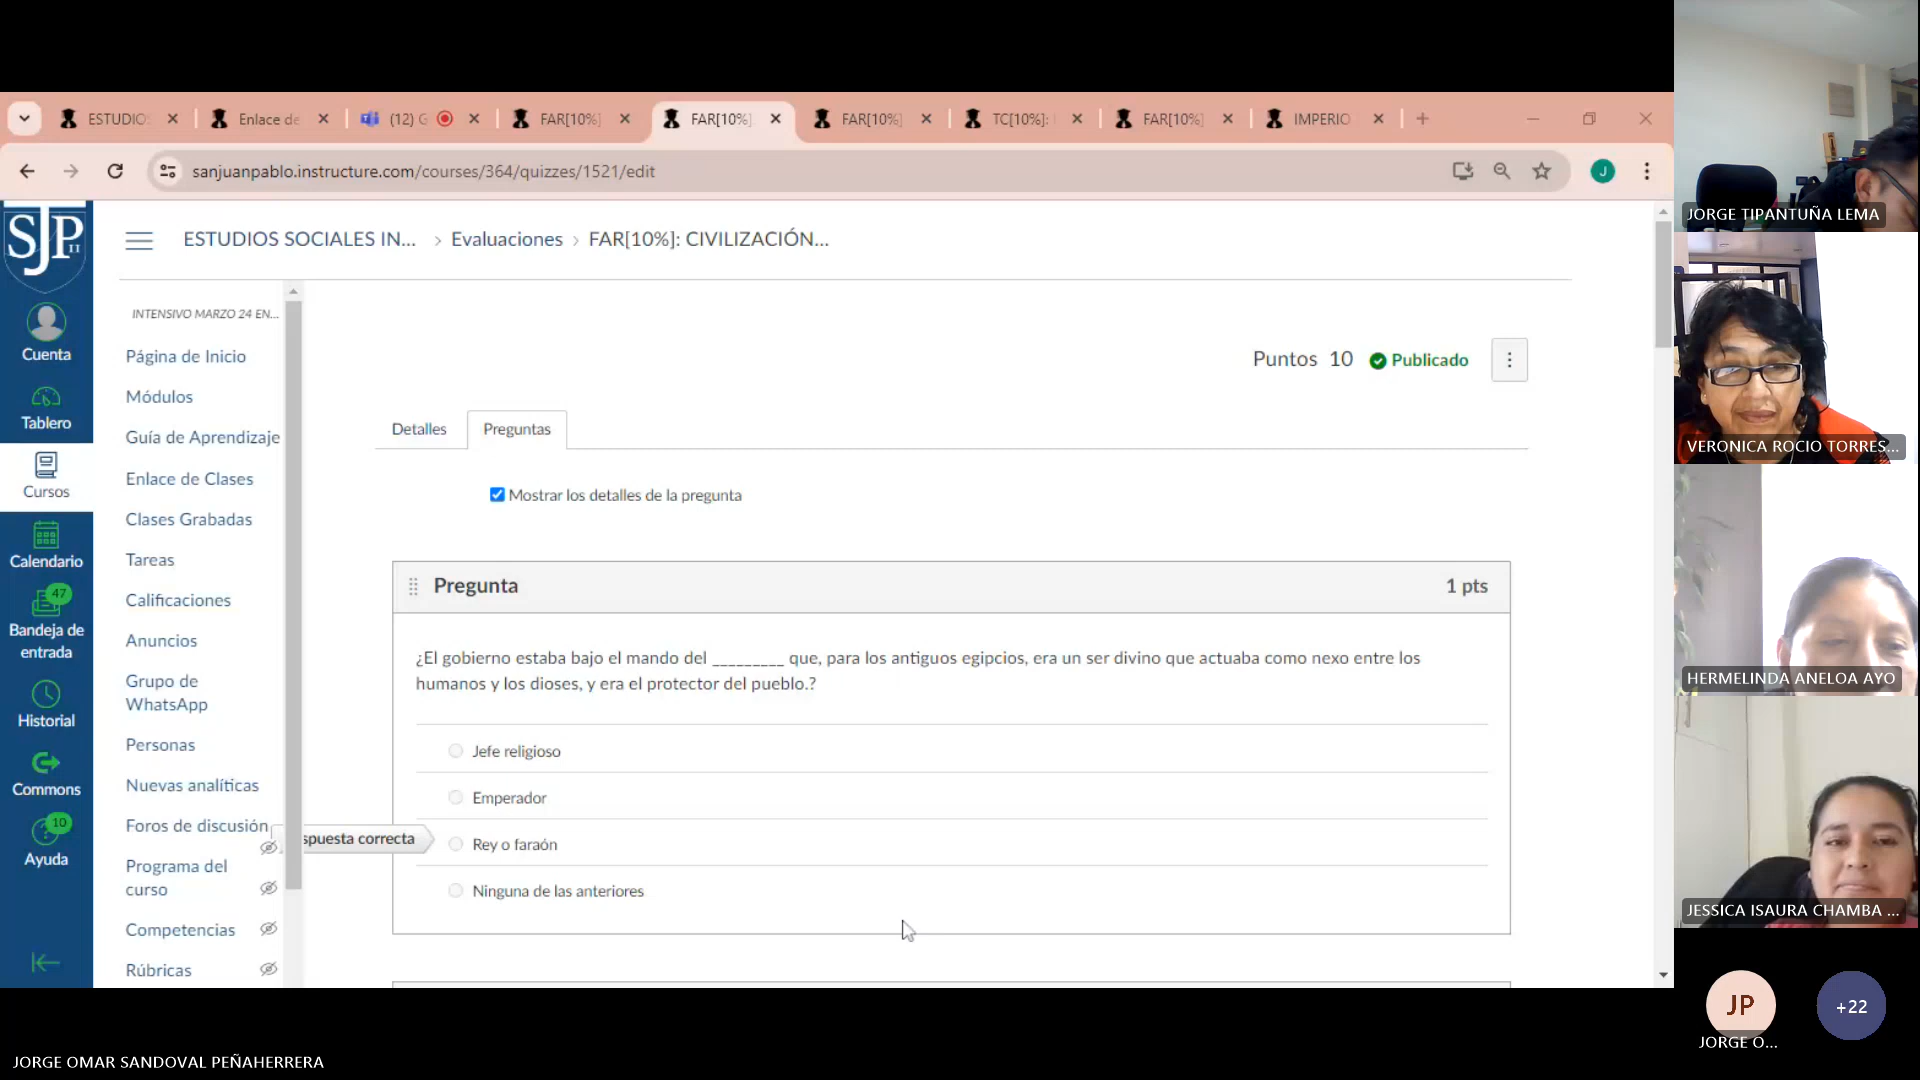 ESTUDIO
Enlace de
(12) G
FAR[10%]
FAR[10%]
FAR[10%]
TC[10%]:
FAR[10%]
IMPERIO
sanjuanpablo.instructure.com/courses/364/quizzes/1521/edit
J
SJP II
Cuenta
Tablero
Cursos
Calendario
47
Bandeja de
entrada
Historial
Commons
10
Ayuda
ESTUDIOS SOCIALES IN... > Evaluaciones > FAR[10%]: CIVILIZACIÓN...
INTENSIVO MARZO 24 EN...
Página de Inicio
Módulos
Guía de Aprendizaje
Enlace de Clases
Clases Grabadas
Tareas
Calificaciones
Anuncios
Grupo de
WhatsApp
Personas
Nuevas analíticas
Foros de discusión
Programa del
curso
Competencias
Rúbricas
Puntos 10 Publicado
Detalles
Preguntas
Mostrar los detalles de la pregunta
Pregunta
1 pts
¿El gobierno estaba bajo el mando del _________ que, para los antiguos egipcios, era un ser divino que actuaba como nexo entre los
humanos y los dioses, y era el protector del pueblo.?
Jefe religioso
Emperador
spuesta correcta
Rey o faraón
Ninguna de las anteriores
JORGE TIPANTUÑA LEMA
VERONICA ROCIO TORRES...
HERMELINDA ANELOA AYO
JESSICA ISAURA CHAMBA ...
JP
JORGE O...
+22
JORGE OMAR SANDOVAL PEÑAHERRERA